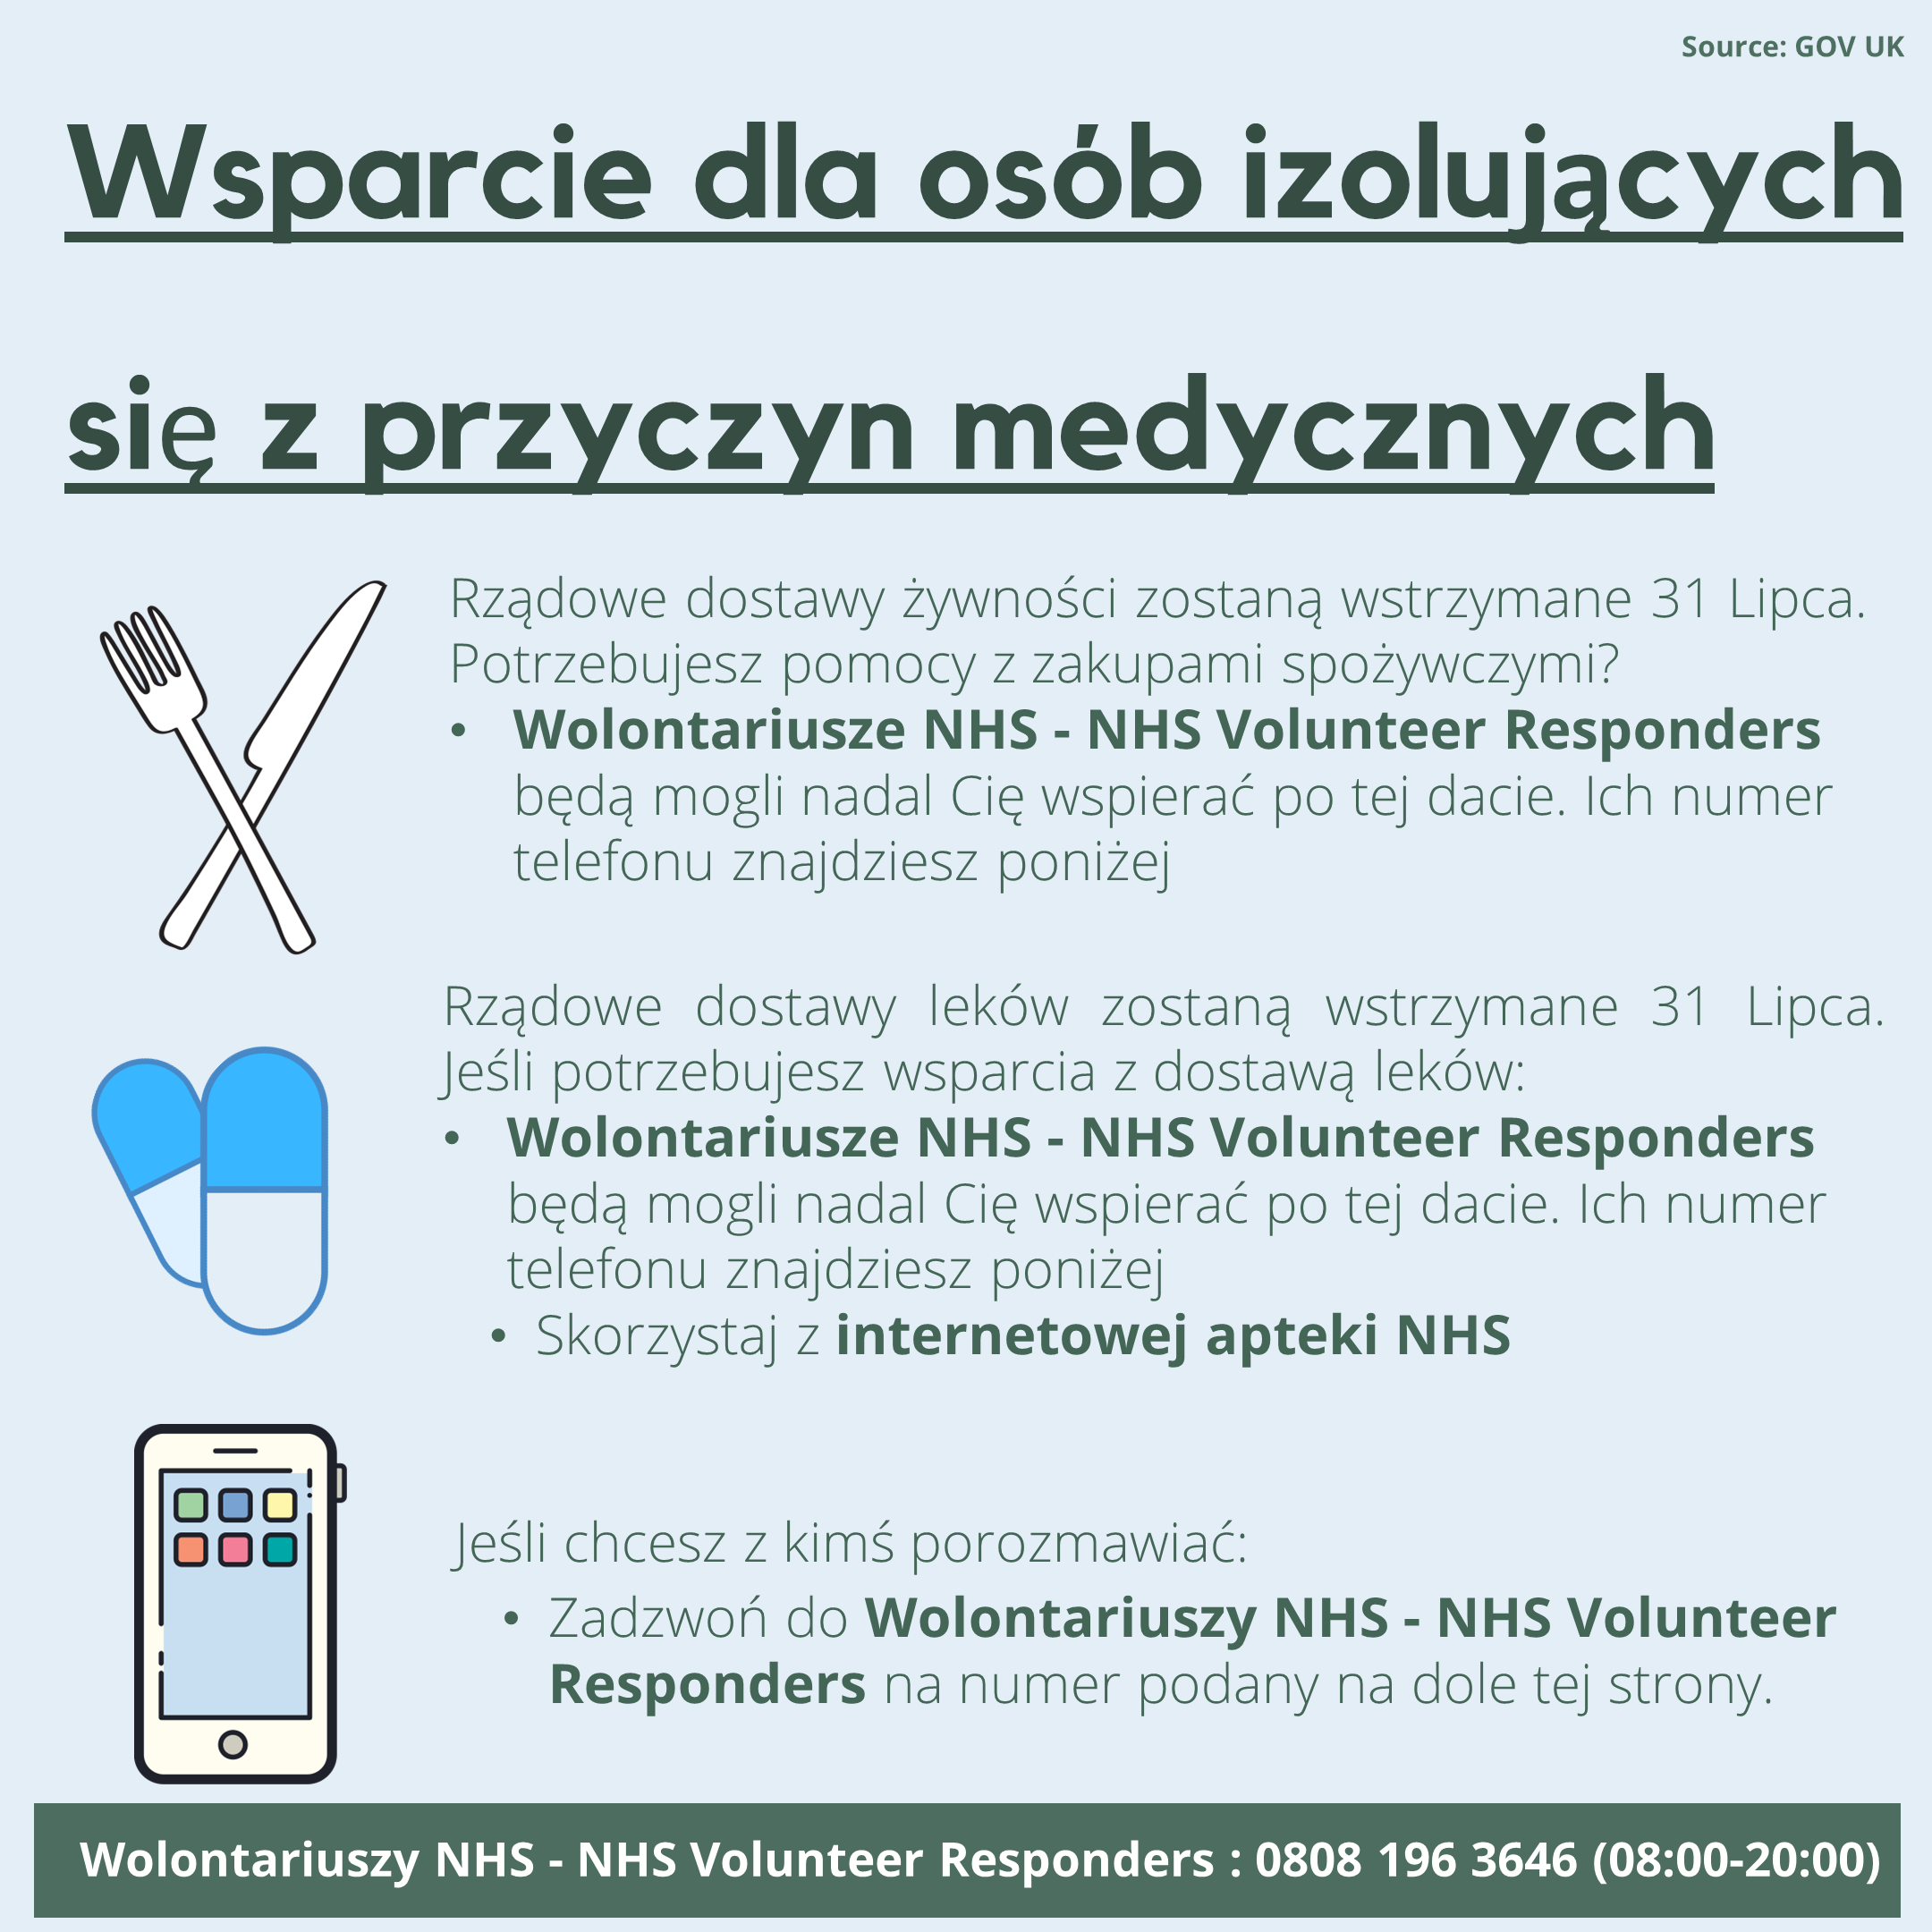 Source: GOV UK
Wsparcie dla osób izolujących
się z przyczyn medycznych
Rządowe dostawy żywności zostaną wstrzymane 31 Lipca.
Potrzebujesz pomocy z zakupami spożywczymi?
• Wolontariusze NHS - NHS Volunteer Responders
będą mogli nadal Cię wspierać po tej dacie. Ich numer
telefonu znajdziesz poniżej
Rządowe dostawy leków zostaną wstrzymane 31 Lipca.
Jeśli potrzebujesz wsparcia z dostawą leków:
• Wolontariusze NHS - NHS Volunteer Responders
będą mogli nadal Cię wspierać po tej dacie. Ich numer
telefonu znajdziesz poniżej
• Skorzystaj z internetowej apteki NHS
Jeśli chcesz z kimś porozmawiać:
• Zadzwoń do Wolontariuszy NHS - NHS Volunteer
Responders na numer podany na dole tej strony.
Wolontariuszy NHS - NHS Volunteer Responders : 0808 196 3646 (08:00-20:00)